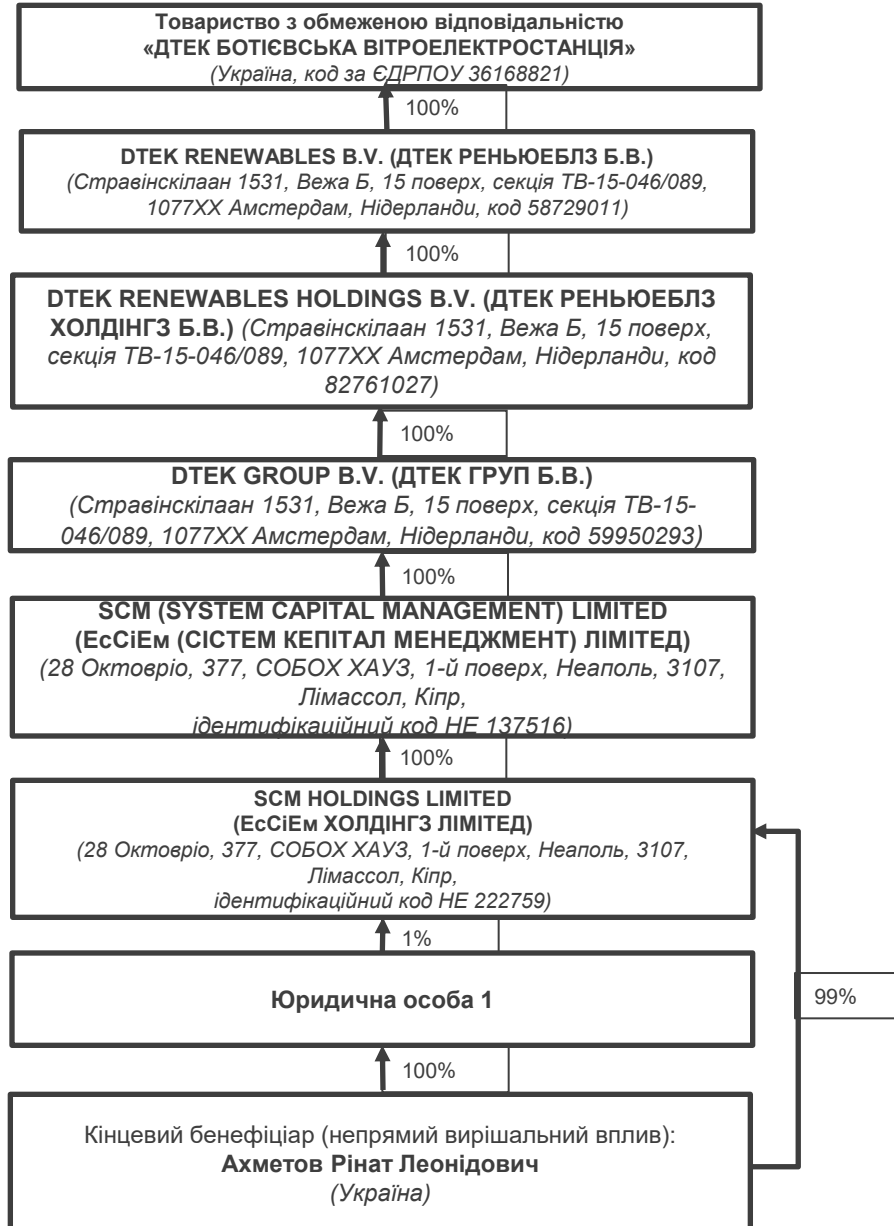 Товариство з обмеженою відповідальністю
«ДТЕК БОТІЄВСЬКА ВІТРОЕЛЕКТРОСТАНЦІЯ»
(Україна, код за ЄДРПОУ 36168821)
100%
DTEK RENEWABLES B.V. (ДТЕК РЕНЬЮЕБЛЗ Б.В.)
(Стравінскілаан 1531, Вежа Б, 15 поверх, секція ТВ-15-046/089,
1077XX Амстердам, Нідерланди, код 58729011)
100%
DTEK RENEWABLES HOLDINGS B.V. (ДТЕК РЕНЬЮЕБЛЗ
ХОЛДІНГЗ Б.В.) (Стравінскілаан 1531, Вежа Б, 15 поверх,
секція ТВ-15-046/089, 1077XX Амстердам, Нідерланди, код
82761027)
100%
DTEK GROUP B.V. (ДТЕК ГРУП Б.В.)
(Стравінскілаан 1531, Вежа Б, 15 поверх, секція ТВ-15-
046/089, 1077XX Амстердам, Нідерланди, код 59950293)
100%
SCM (SYSTEM CAPITAL MANAGEMENT) LIMITED
(ЕсСіЕм (СІСТЕМ КЕПІТАЛ МЕНЕДЖМЕНТ) ЛІМІТЕД)
(28 Октовріо, 377, СОБОХ ХАУЗ, 1-й поверх, Неаполь, 3107,
Лімассол, Кіпр,
ідентифікаційний код HE 137516)
100%
SCM HOLDINGS LIMITED
(ЕсСіЕм ХОЛДІНГЗ ЛІМІТЕД)
(28 Октовріо, 377, СОБОХ ХАУЗ, 1-й поверх, Неаполь, 3107,
Лімассол, Кіпр,
ідентифікаційний код HE 222759)
1%
Юридична особа 1
99%
100%
Кінцевий бенефіціар (непрямий вирішальний вплив):
Ахметов Рінат Леонідович
(Україна)